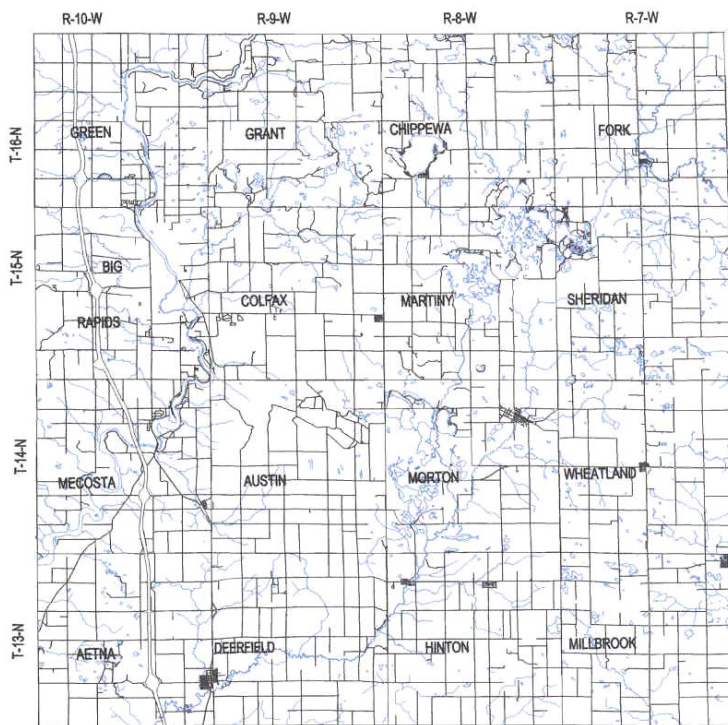 R-10-W R-9-W R-8-W R-7-W
T-16-N
GREEN GRANT CHIPPEWA FORK
T-15-N
BIG
RAPIDS COLFAX MARTINY SHERIDAN
T-14-N
MECOSTA AUSTIN MORTON WHEATLAND
T-13-N
AETNA DEERFIELD HINTON MILLBROOK